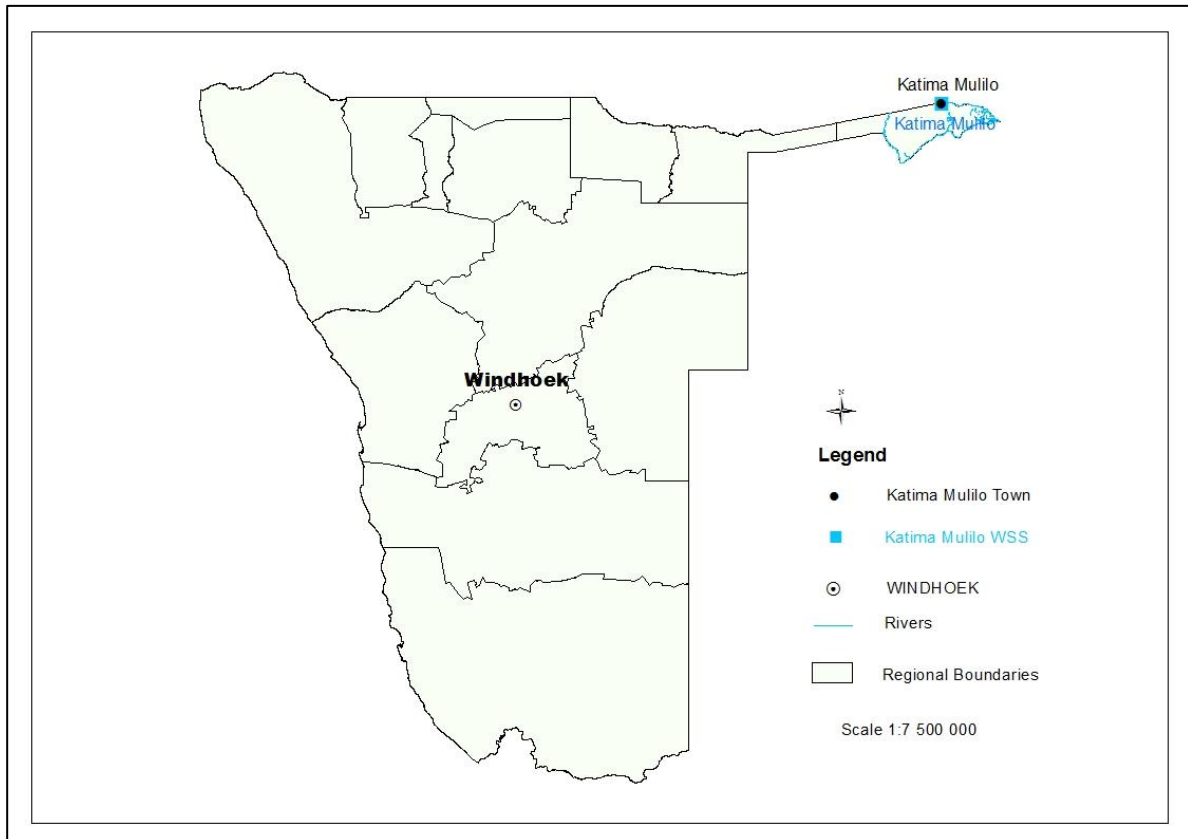 Katima Mulilo
Katima Mulilo
Windhoek
N
Legend
Katima Mulilo Town
Katima Mulilo WSS
WINDHOEK
Rivers
Regional Boundaries
Scale 1:7 500 000